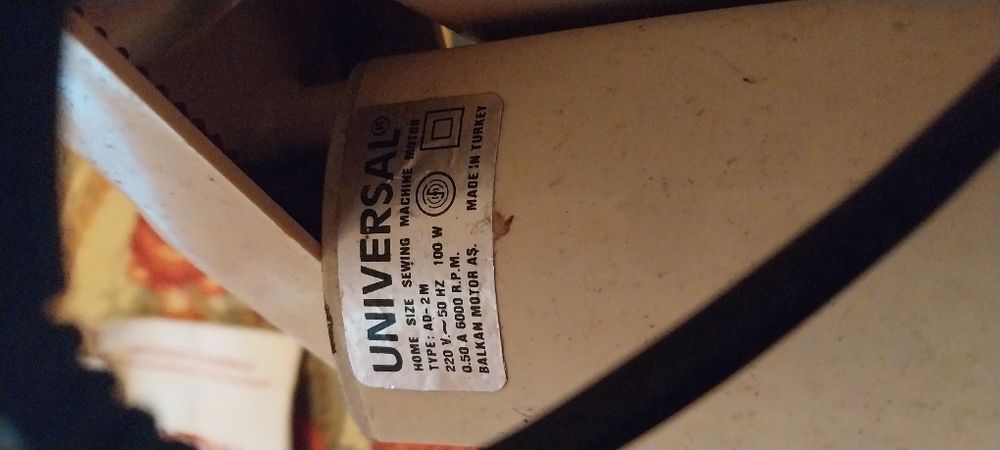 UNIVERSAL®
HOME SIZE SEWING MACHINE MOTOR
TYPE: AD-2M
220 V.~50 HZ 100 W
0.50 A 6000 R.P.M.
BALKAN MOTOR AŞ. MADE IN TURKEY